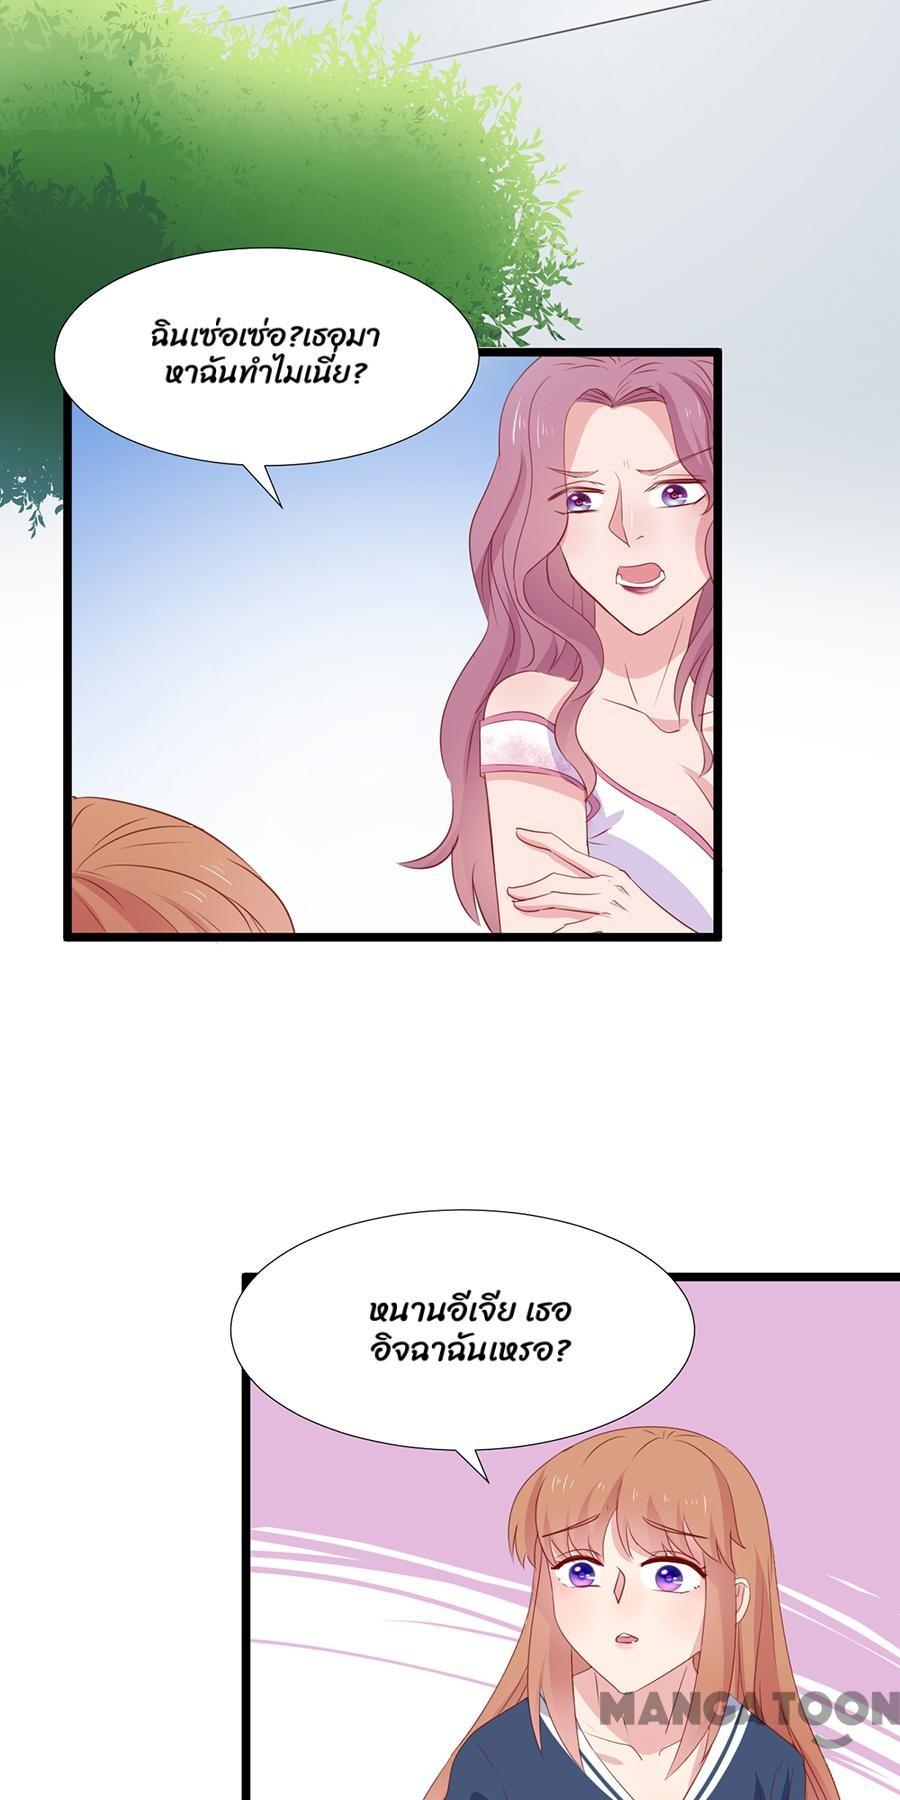 ฉินเซ่อเซ่อ?เธอมา
หาฉันทำไมเนี่ย?
หนานอีเจีย เธอ
อิจฉาฉันเหรอ?
MANGATOON